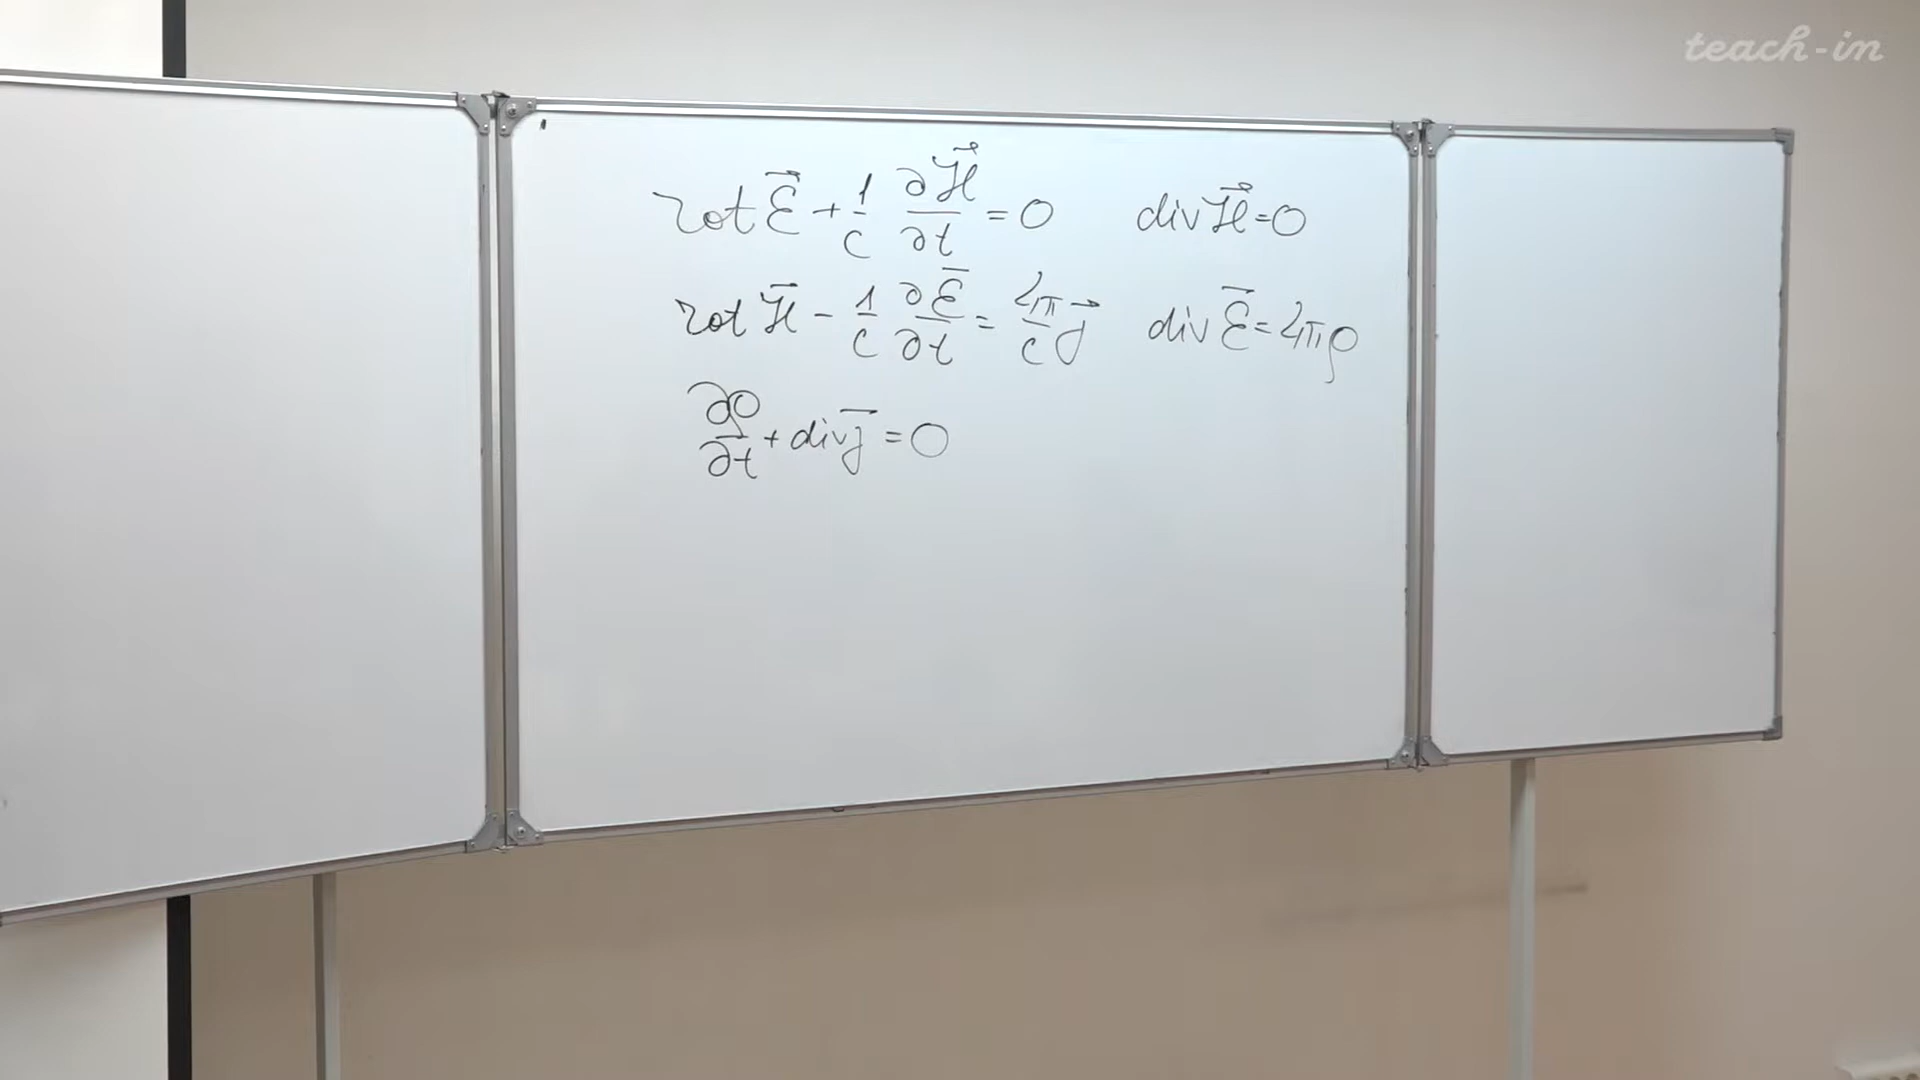 teach-in
rot ℰ⃗ + 1/c ∂ℋ⃗/∂t = 0 div ℋ⃗ = 0
rot ℋ⃗ - 1/c ∂ℰ⃗/∂t = 4π/c j⃗ div ℰ⃗ = 4πρ
∂ρ/∂t + div j⃗ = 0